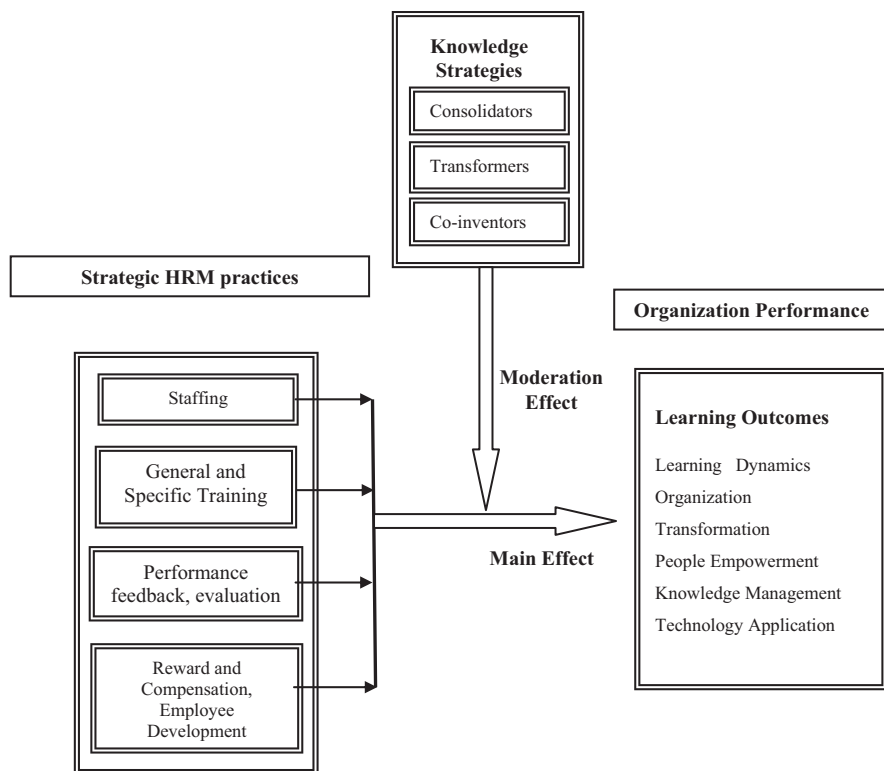 Knowledge
Strategies
Consolidators
Transformers
Co-inventors
Strategic HRM practices
Organization Performance
Staffing
General and
Specific Training
Performance
feedback, evaluation
Reward and
Compensation,
Employee
Development
Moderation
Effect
Main Effect
Learning Outcomes
Learning Dynamics
Organization
Transformation
People Empowerment
Knowledge Management
Technology Application